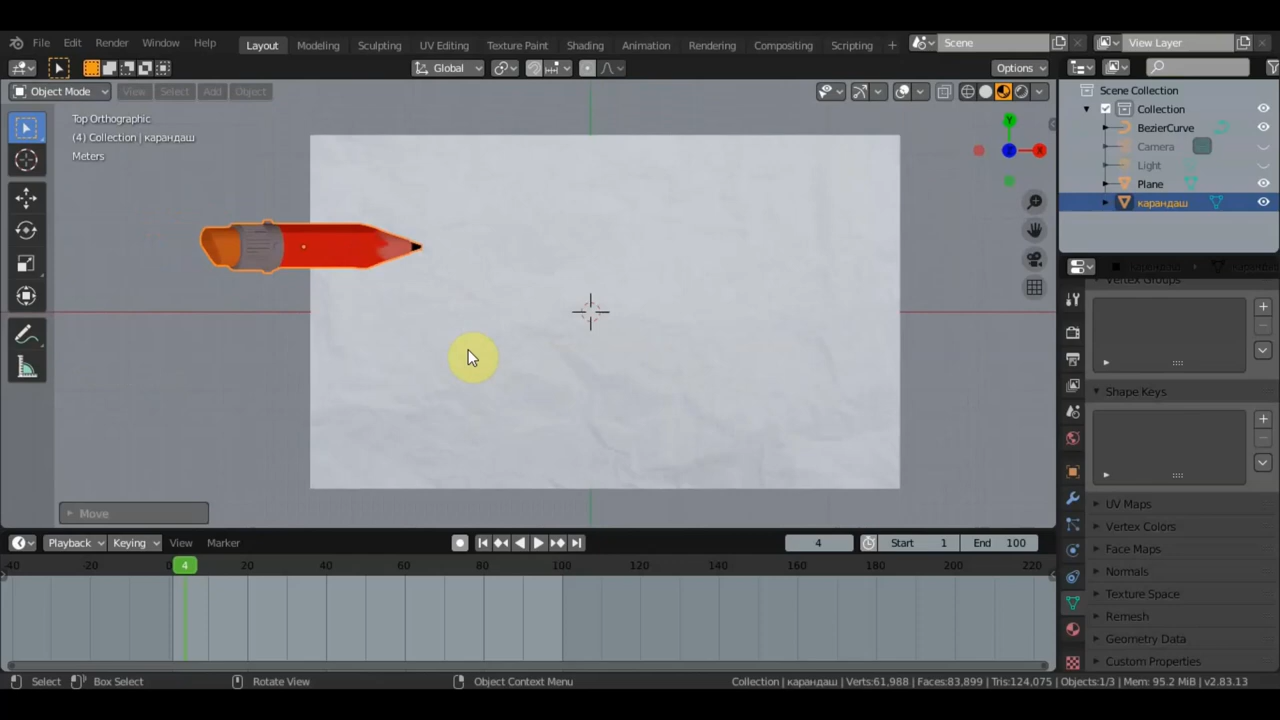 File Edit Render Window Help Layout Modeling Sculpting UV Editing Texture Paint Shading Animation Rendering Compositing Scripting + Scene View Layer
Global Options
Object Mode View Select Add Object
Scene Collection
Collection
BezierCurve
Camera
Light
Plane
карандаш
Top Orthographic
(4) Collection | карандаш
Meters
Y
Z
X
Vertex Groups
Shape Keys
UV Maps
Vertex Colors
Face Maps
Normals
Texture Space
Remesh
Geometry Data
Custom Properties
Move
Playback Keying View Marker 4 Start 1 End 100
-40 -20 0 4 20 40 60 80 100 120 140 160 180 200 220
Select Box Select Rotate View Object Context Menu Collection | карандаш | Verts:61,988 | Faces:83,899 | Tris:124,075 | Objects:1/3 | Mem: 95.2 MiB | v2.83.13